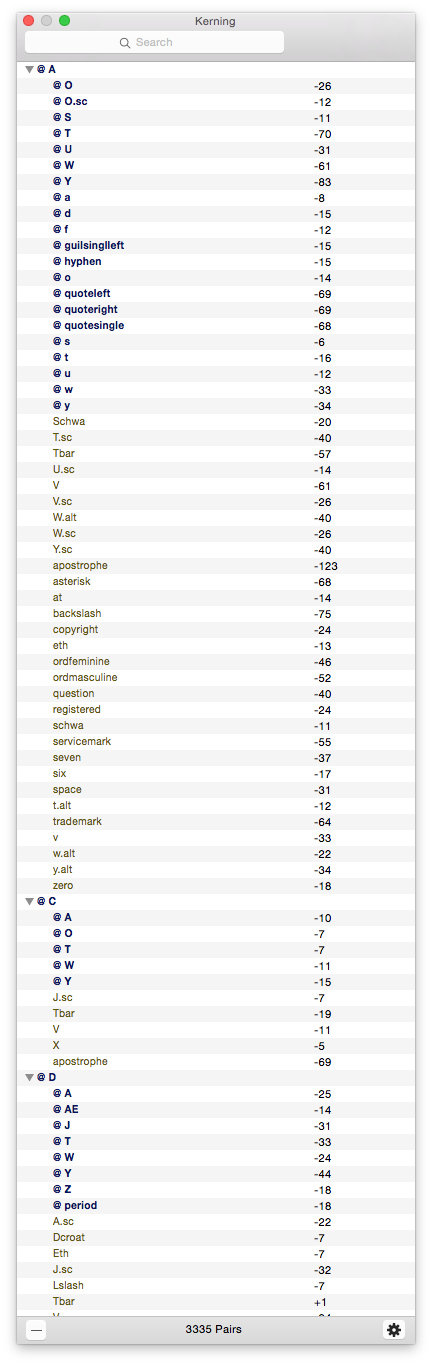 Kerning
Search
@ A
@ O -26
@ O.sc -12
@ S -11
@ T -70
@ U -31
@ W -61
@ Y -83
@ a -8
@ d -15
@ f -12
@ guilsinglleft -15
@ hyphen -15
@ o -14
@ quoteleft -69
@ quoteright -69
@ quotesingle -68
@ s -6
@ t -16
@ u -12
@ w -33
@ y -34
Schwa -20
T.sc -40
Tbar -57
U.sc -14
V -61
V.sc -26
W.alt -40
W.sc -26
Y.sc -40
apostrophe -123
asterisk -68
at -14
backslash -75
copyright -24
eth -13
ordfeminine -46
ordmasculine -52
question -40
registered -24
schwa -11
servicemark -55
seven -37
six -17
space -31
t.alt -12
trademark -64
v -33
w.alt -22
y.alt -34
zero -18
@ C
@ A -10
@ O -7
@ T -7
@ W -11
@ Y -15
J.sc -7
Tbar -19
V -11
X -5
apostrophe -69
@ D
@ A -25
@ AE -14
@ J -31
@ T -33
@ W -24
@ Y -44
@ Z -18
@ period -18
A.sc -22
Dcroat -7
Eth -7
J.sc -32
Lslash -7
Tbar +1
3335 Pairs